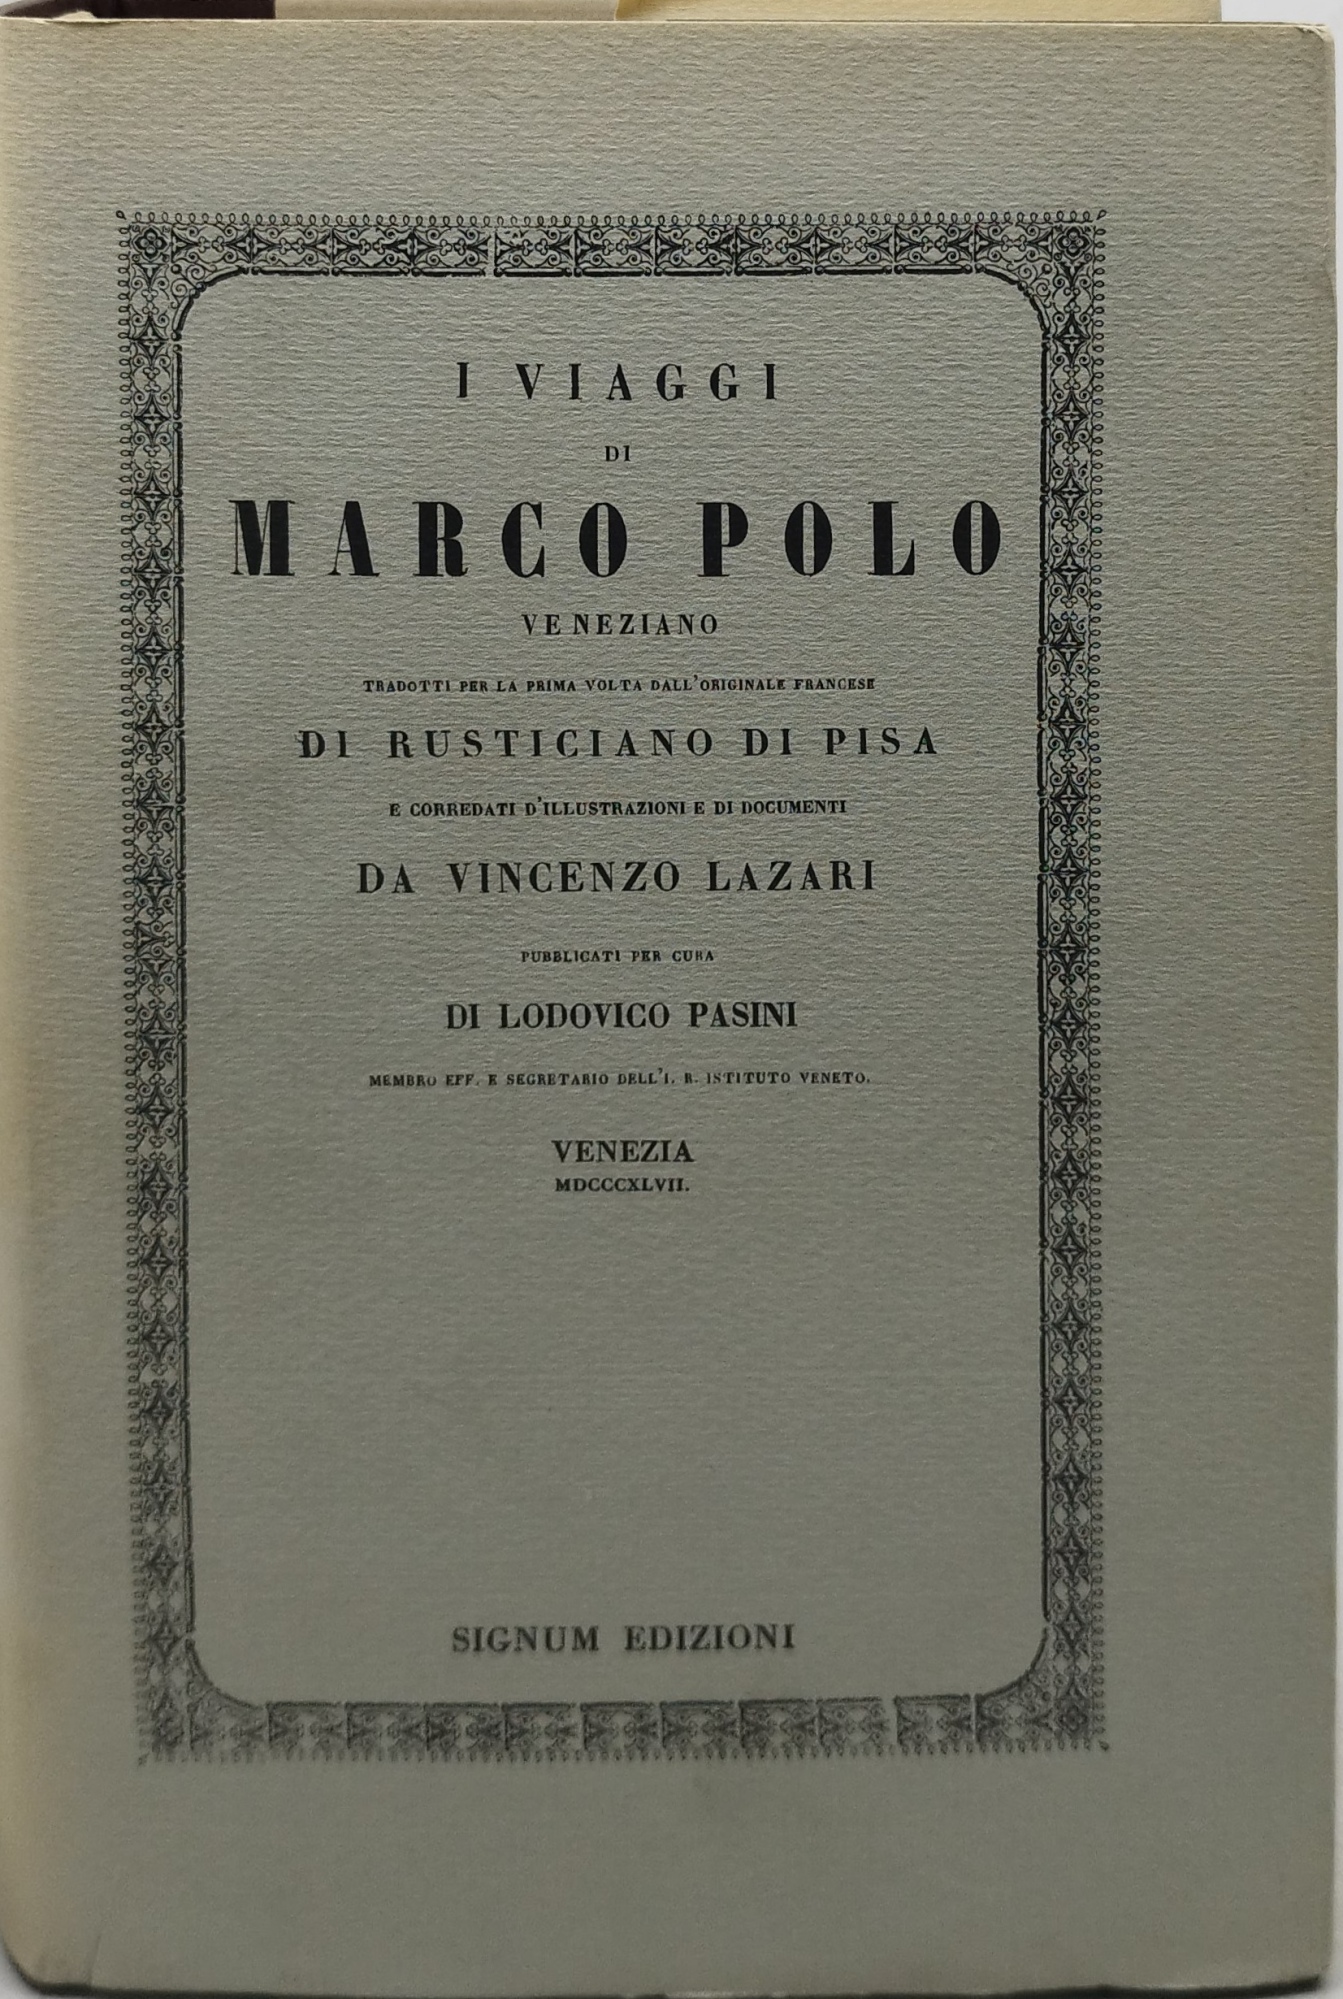 I VIAGGI
DI
MARCO POLO
VENEZIANO
TRADOTTI PER LA PRIMA VOLTA DALL'ORIGINALE FRANCESE
DI RUSTICIANO DI PISA
E CORREDATI D'ILLUSTRAZIONI E DI DOCUMENTI
DA VINCENZO LAZARI
PUBBLICATI PER CURA
DI LODOVICO PASINI
MEMBRO EFF. E SEGRETARIO DELL'I. R. ISTITUTO VENETO.
VENEZIA
MDCCCXLVII.
SIGNUM EDIZIONI